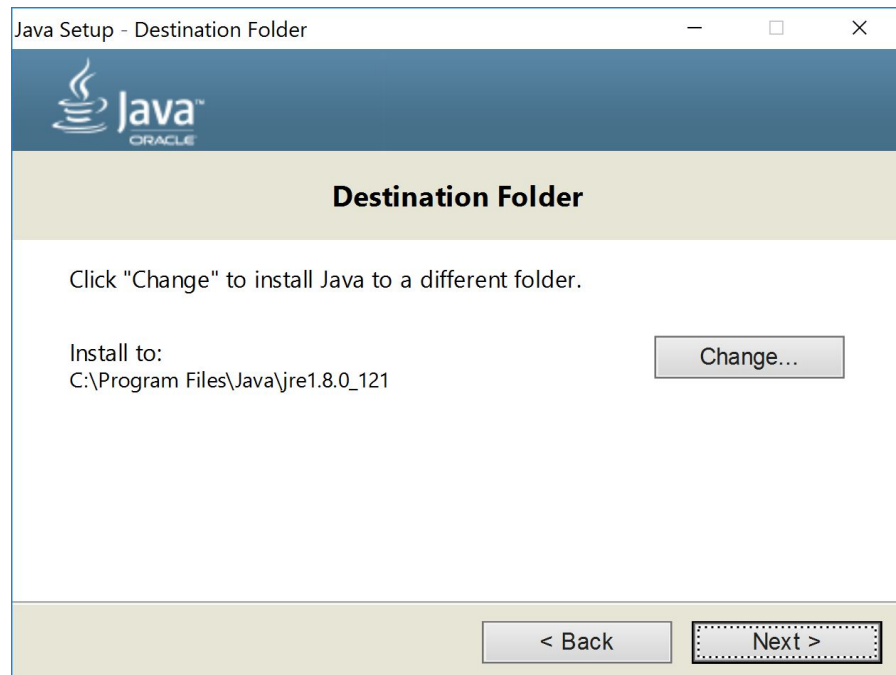 Java Setup - Destination Folder
Java™
ORACLE
Destination Folder
Click "Change" to install Java to a different folder.
Install to:
Change...
C:\Program Files\Java\jre1.8.0_121
< Back
Next >